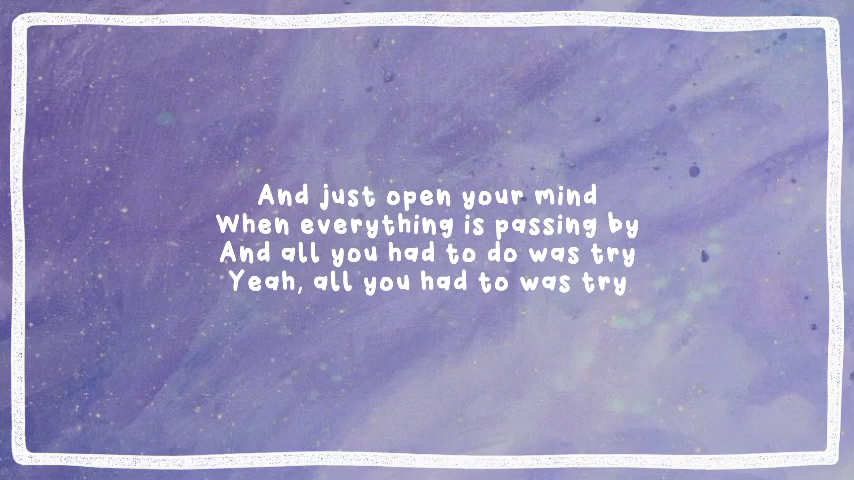 And just open your mind
When everything is passing by
And all you had to do was try
Yeah, all you had to was try